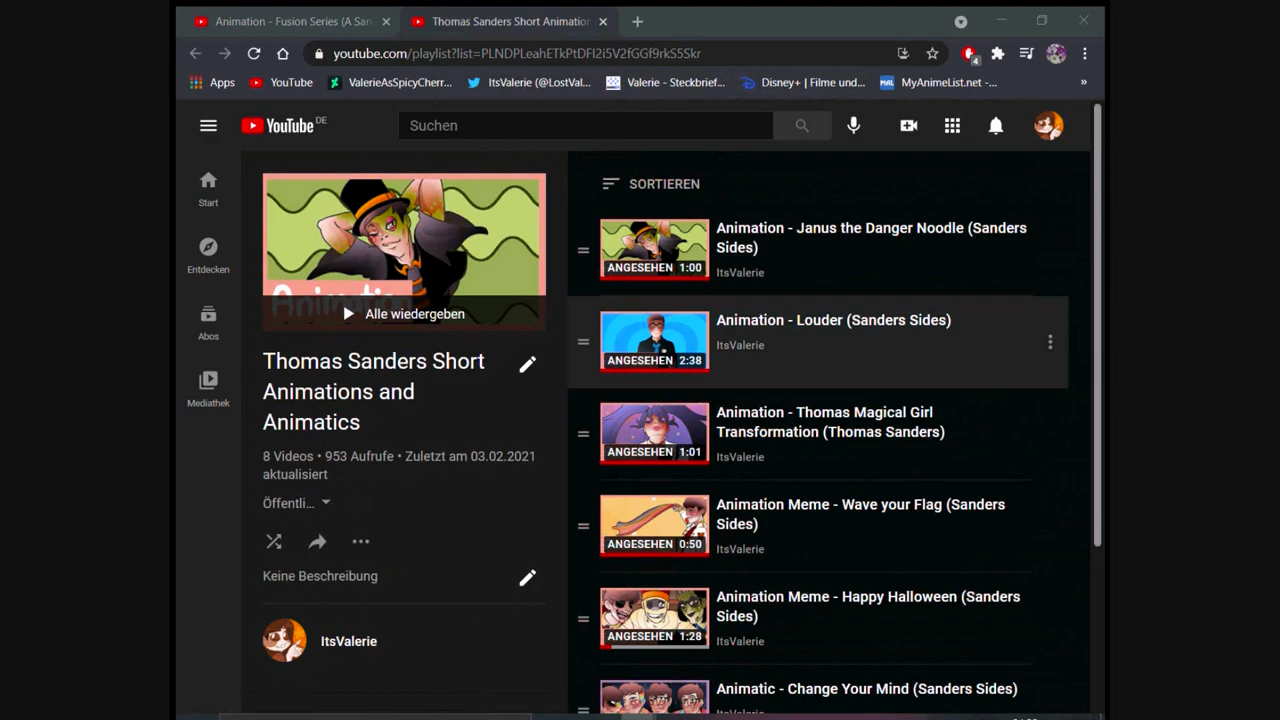 Animation - Fusion Series (A San
Thomas Sanders Short Animation
youtube.com/playlist?list=PLNDPLeahETkPtDFI2i5V2fGGf9rkS5Skr
4
Apps
YouTube
ValerieAsSpicyCherr...
ItsValerie (@LostVal...
Valerie - Steckbrief...
Disney+ | Filme und...
MAL
MyAnimeList.net -...
»
YouTube DE
Suchen
Start
Entdecken
Abos
Mediathek
Animation
Alle wiedergeben
Thomas Sanders Short
Animations and
Animatics
8 Videos • 953 Aufrufe • Zuletzt am 03.02.2021
aktualisiert
Öffentli...
Keine Beschreibung
ItsValerie
SORTIEREN
ANGESEHEN 1:00
Animation - Janus the Danger Noodle (Sanders
Sides)
ItsValerie
ANGESEHEN 2:38
Animation - Louder (Sanders Sides)
ItsValerie
ANGESEHEN 1:01
Animation - Thomas Magical Girl
Transformation (Thomas Sanders)
ItsValerie
ANGESEHEN 0:50
Animation Meme - Wave your Flag (Sanders
Sides)
ItsValerie
ANGESEHEN 1:28
Animation Meme - Happy Halloween (Sanders
Sides)
ItsValerie
Animatic - Change Your Mind (Sanders Sides)